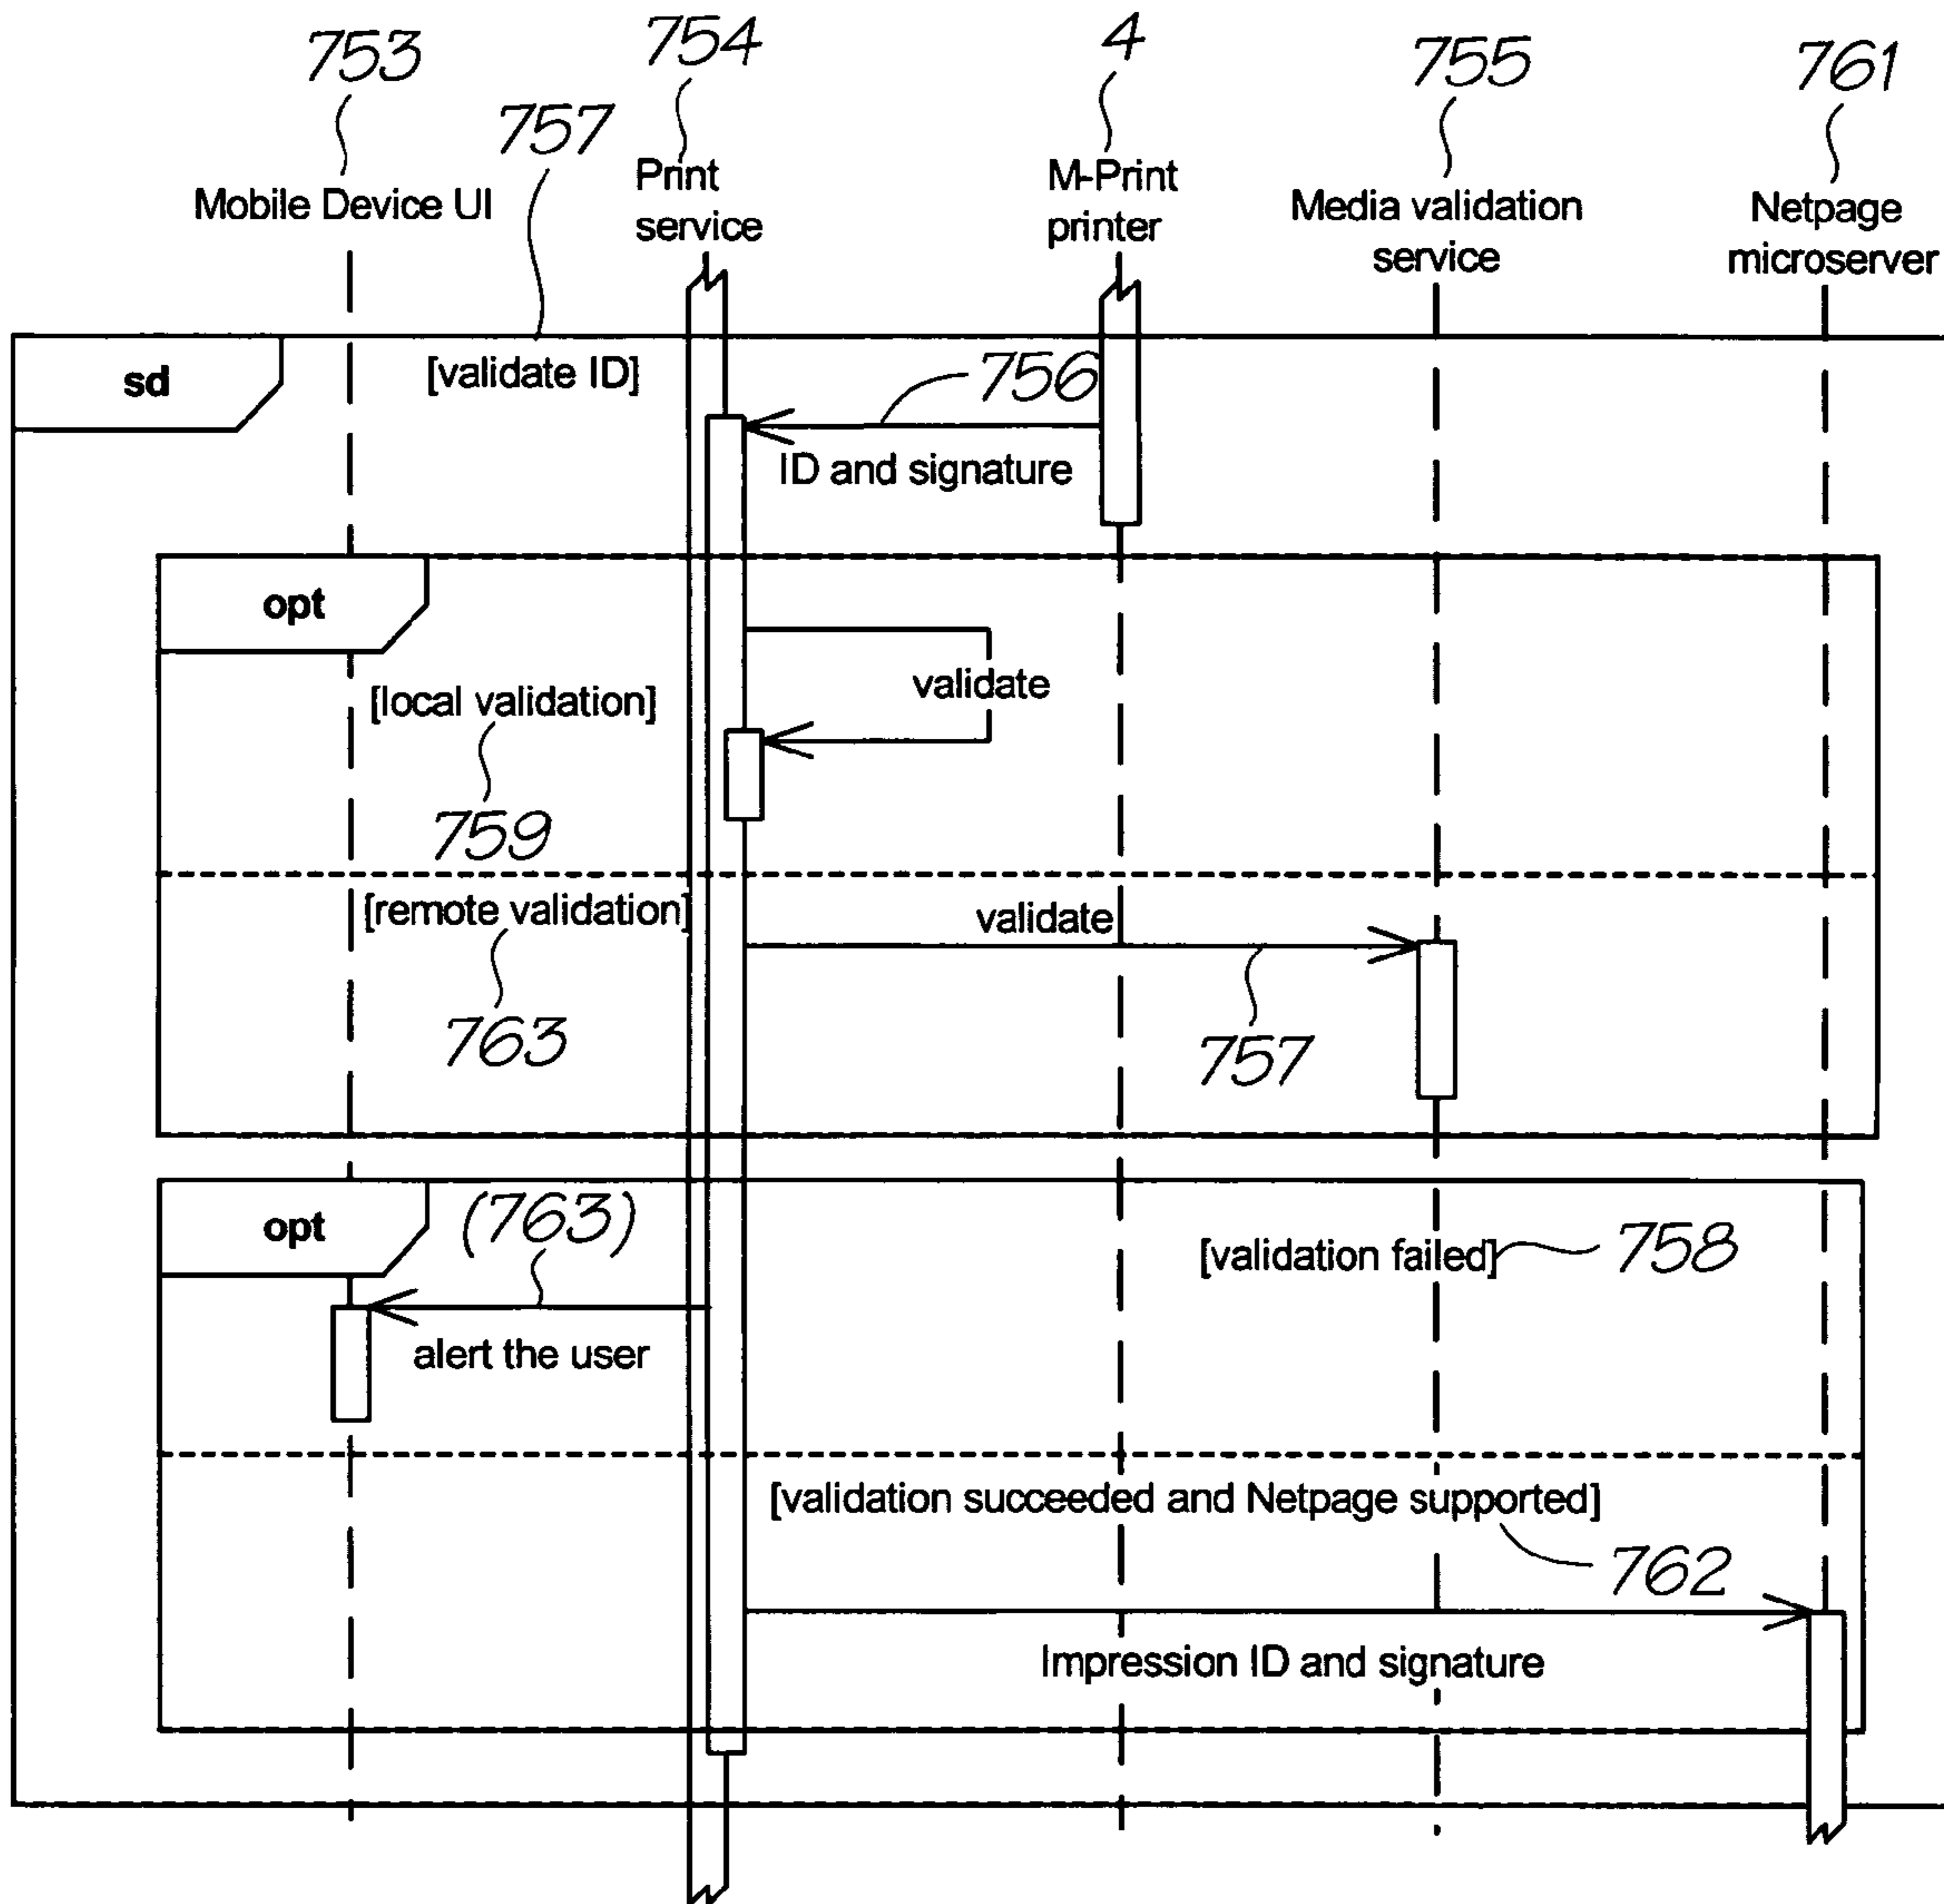 753
754
4
755
761
757
Mobile Device UI
Print
service
M-Print
printer
Media validation
service
Netpage
microserver
sd
[validate ID]
756
ID and signature
opt
validate
[local validation]
759
[remote validation]
validate
763
757
opt
(763)
[validation failed]
758
alert the user
[validation succeeded and Netpage supported]
762
Impression ID and signature